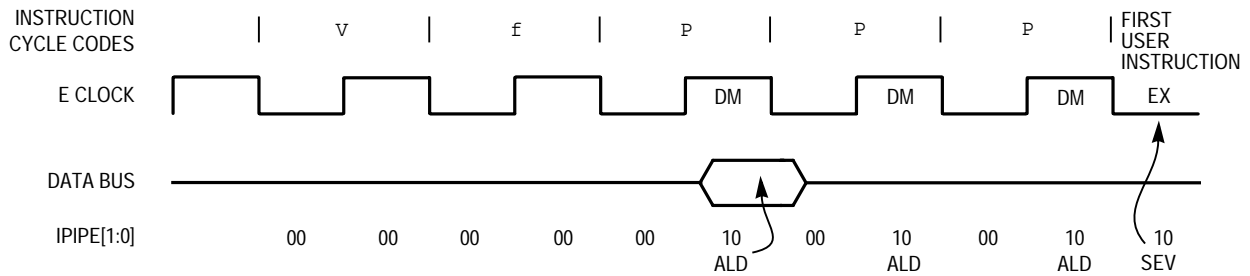 INSTRUCTION
CYCLE CODES
V f P P P
FIRST
USER
INSTRUCTION
E CLOCK
DM DM DM EX
DATA BUS
IPIPE[1:0]
00 00 00 00 00 10 00 10 00 10 10
ALD ALD ALD SEV